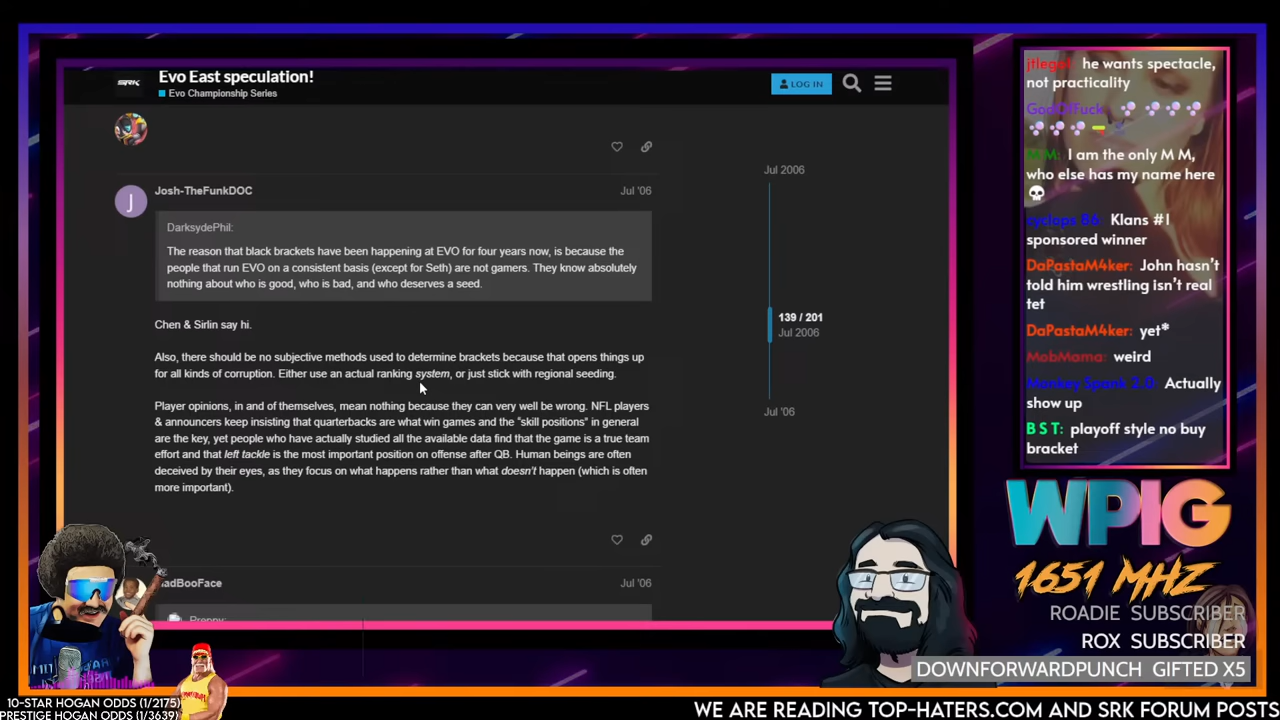 SRK
Evo East speculation!
Evo Championship Series
LOG IN
Josh-TheFunkDOC
Jul '06
DarksydePhil:
The reason that black brackets have been happening at EVO for four years now, is because the
people that run EVO on a consistent basis (except for Seth) are not gamers. They know absolutely
nothing about who is good, who is bad, and who deserves a seed.
Chen & Sirlin say hi.
Also, there should be no subjective methods used to determine brackets because that opens things up
for all kinds of corruption. Either use an actual ranking system, or just stick with regional seeding.
Player opinions, in and of themselves, mean nothing because they can very well be wrong. NFL players
& announcers keep insisting that quarterbacks are what win games and the “skill positions” in general
are the key, yet people who have actually studied all the available data find that the game is a true team
effort and that left tackle is the most important position on offense after QB. Human beings are often
deceived by their eyes, as they focus on what happens rather than what doesn't happen (which is often
more important).
adBooFace
Jul '06
Preppy:
Jul 2006
139 / 201
Jul 2006
Jul '06
jtlegal: he wants spectacle,
not practicality
GodOfFuck:
M M: I am the only M M,
who else has my name here
cyclops 86: Klans #1
sponsored winner
DaPastaM4ker: John hasn't
told him wrestling isn't real
tet
DaPastaM4ker: yet*
MobMama: weird
Monkey Spank 2.0: Actually
show up
B S T: playoff style no buy
bracket
WPIG
1651 MHZ
ROADIE SUBSCRIBER
ROX SUBSCRIBER
DOWNFORWARDPUNCH GIFTED X5
10-STAR HOGAN ODDS (1/2175)
PRESTIGE HOGAN ODDS (1/3639)
WE ARE READING TOP-HATERS.COM AND SRK FORUM POSTS